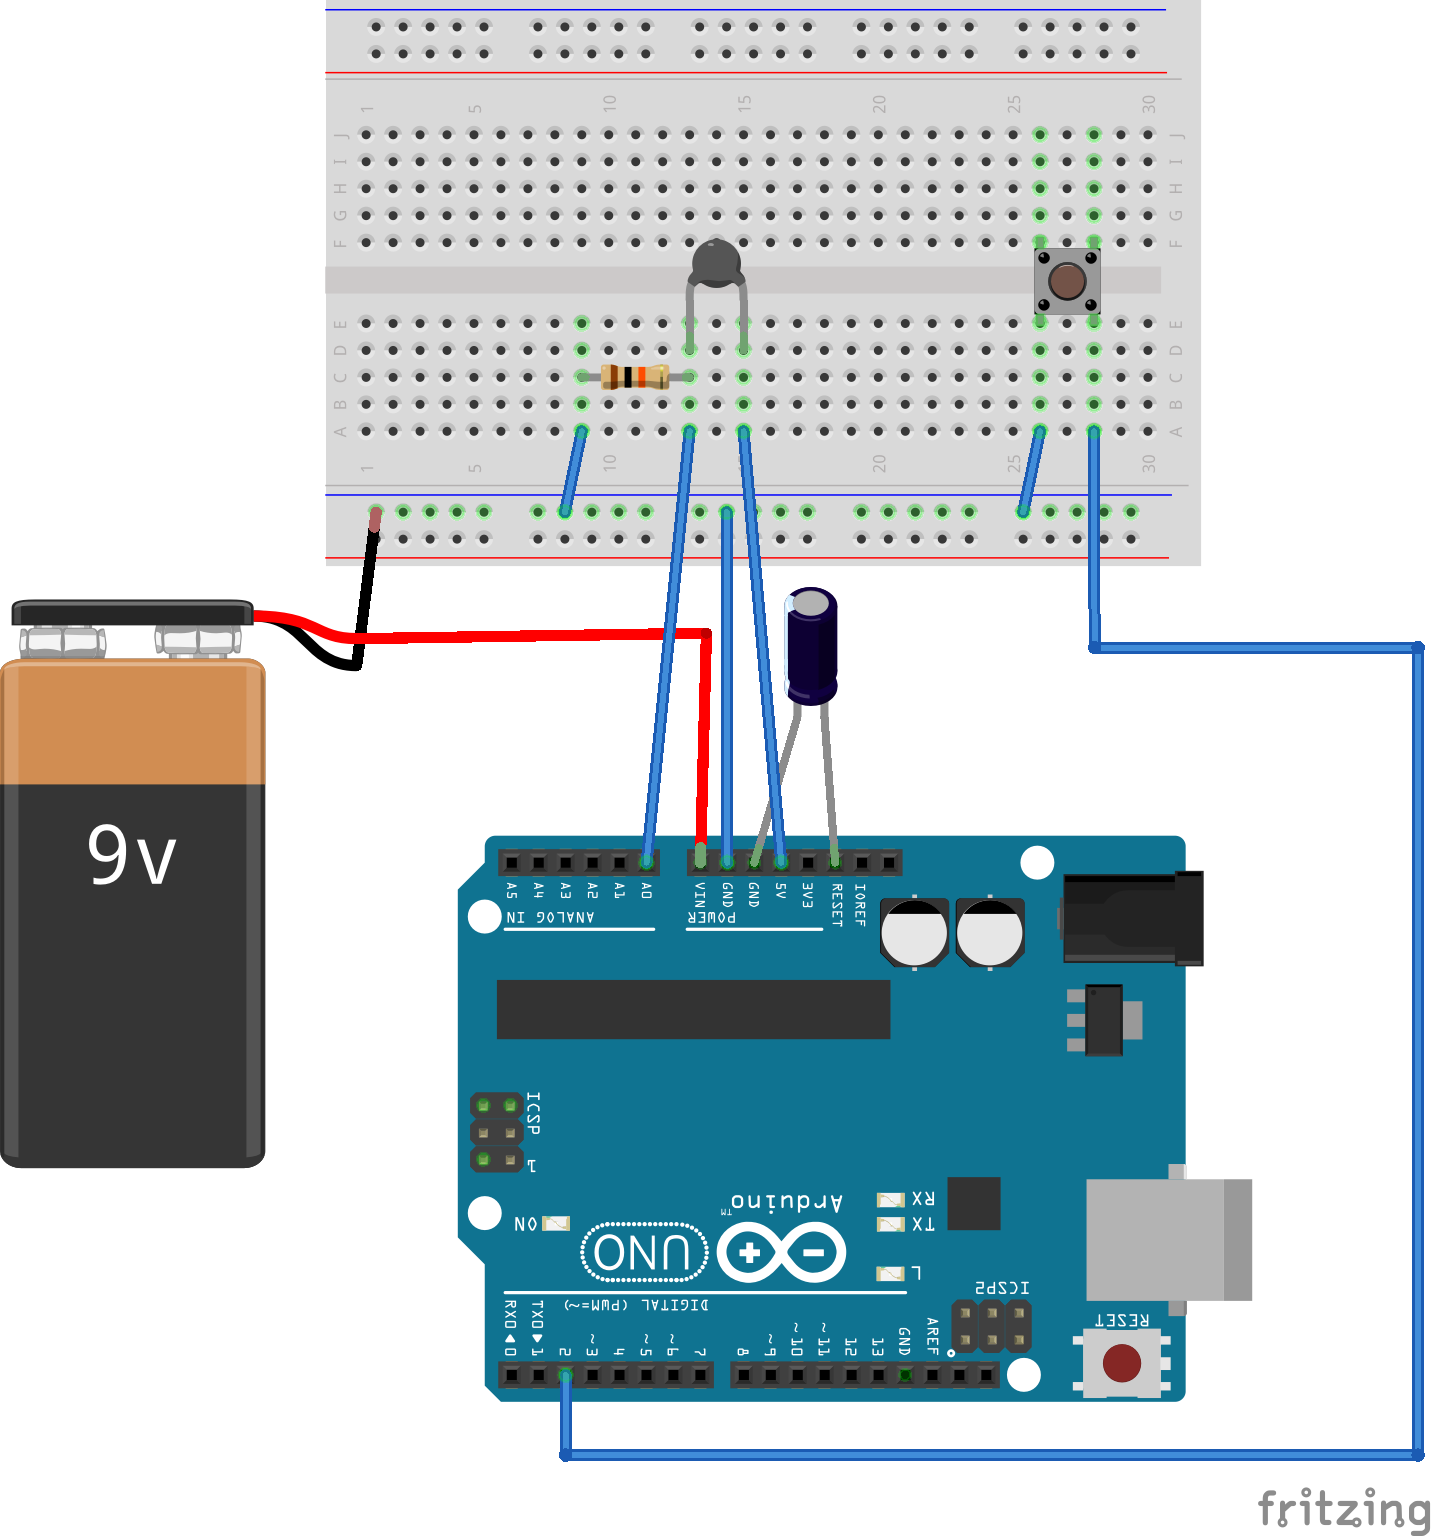 1 5 10 15 20 25 30
J J
I I
H H
G G
F F
E E
D D
C C
B B
A A
1 5 10 20 25 30
9v
A5 A4 A3 A2 A1 A0 VIN GND GND 5V 3V3 RESET IOREF
ANALOG IN POWER
ICSP
1
Arduino™
RX
TX
ON
UNO
L
ICSP2
DIGITAL (PWM=~)
RESET
RX0 TX0
0 1 2 ~3 4 ~5 ~6 7 8 ~9 ~10 ~11 12 13 GND AREF
fritzing